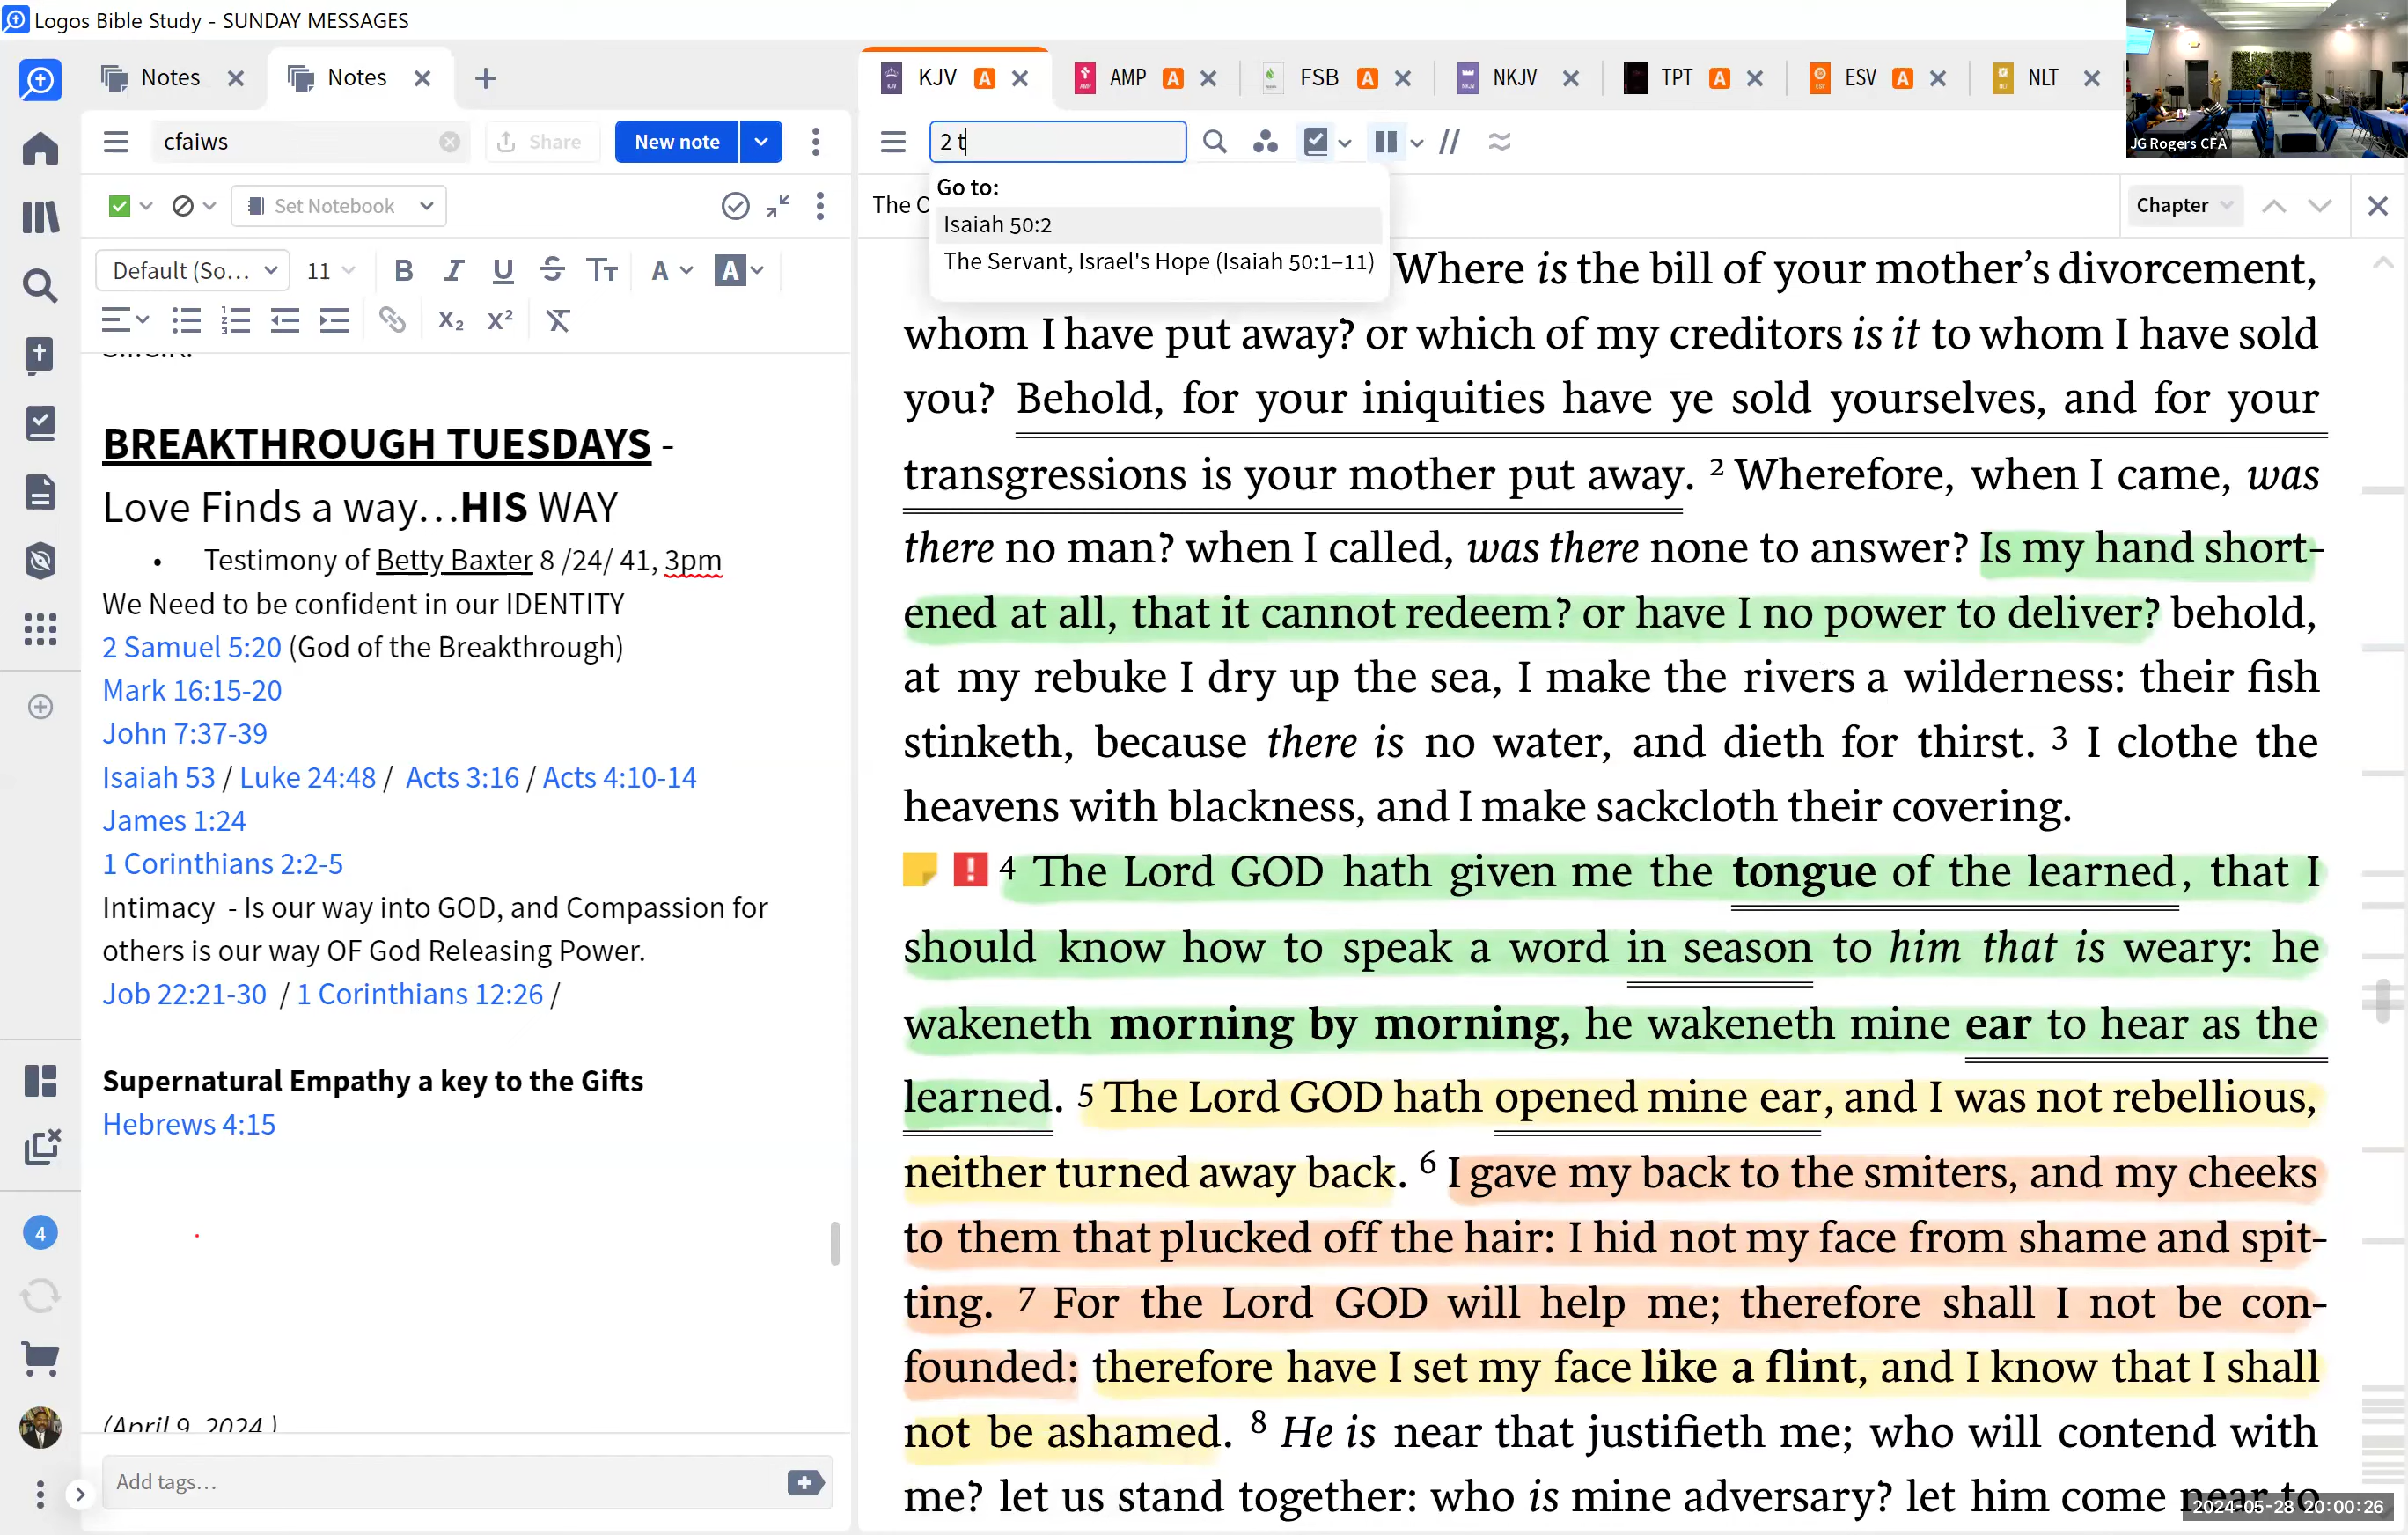 Logos Bible Study - SUNDAY MESSAGES
Notes
Notes
KJV A
AMP A
FSB A
NKJV
TPT A
ESV A
NLT
JG Rogers CFA
cfaiws
Share
New note
Set Notebook
Default (So...
11
B I U S TT A A
X₂ X²
BREAKTHROUGH TUESDAYS -
Love Finds a way...HIS WAY
• Testimony of Betty Baxter 8 /24/ 41, 3pm
We Need to be confident in our IDENTITY
2 Samuel 5:20 (God of the Breakthrough)
Mark 16:15-20
John 7:37-39
Isaiah 53 / Luke 24:48 / Acts 3:16 / Acts 4:10-14
James 1:24
1 Corinthians 2:2-5
Intimacy - Is our way into GOD, and Compassion for
others is our way OF God Releasing Power.
Job 22:21-30 / 1 Corinthians 12:26 /
Supernatural Empathy a key to the Gifts
Hebrews 4:15
(April 9, 2024 )
Add tags...
4
2 t
Go to:
Isaiah 50:2
The Servant, Israel's Hope (Isaiah 50:1–11)
The O
Chapter
Where is the bill of your mother's divorcement,
whom I have put away? or which of my creditors is it to whom I have sold
you? Behold, for your iniquities have ye sold yourselves, and for your
transgressions is your mother put away. 2 Wherefore, when I came, was
there no man? when I called, was there none to answer? Is my hand short-
ened at all, that it cannot redeem? or have I no power to deliver? behold,
at my rebuke I dry up the sea, I make the rivers a wilderness: their fish
stinketh, because there is no water, and dieth for thirst. 3 I clothe the
heavens with blackness, and I make sackcloth their covering.
4 The Lord GOD hath given me the tongue of the learned, that I
should know how to speak a word in season to him that is weary: he
wakeneth morning by morning, he wakeneth mine ear to hear as the
learned. 5 The Lord GOD hath opened mine ear, and I was not rebellious,
neither turned away back. 6 I gave my back to the smiters, and my cheeks
to them that plucked off the hair: I hid not my face from shame and spit-
ting. 7 For the Lord GOD will help me; therefore shall I not be con-
founded: therefore have I set my face like a flint, and I know that I shall
not be ashamed. 8 He is near that justifieth me; who will contend with
me? let us stand together: who is mine adversary? let him come near to
2024-05-28 20:00:26